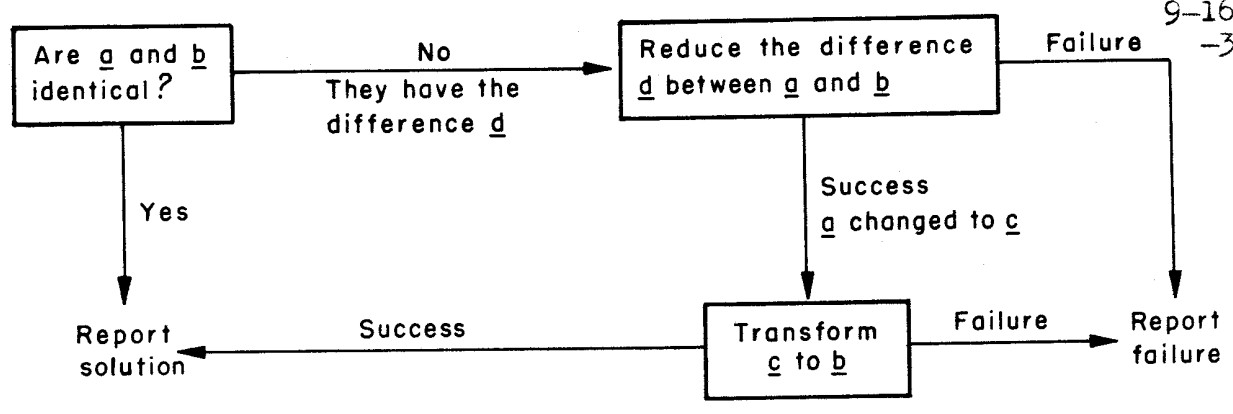 9-16
-3
Are a and b
identical?
No
They have the
difference d
Reduce the difference
d between a and b
Failure
Yes
Success
a changed to c
Report
solution
Success
Transform
c to b
Failure
Report
failure